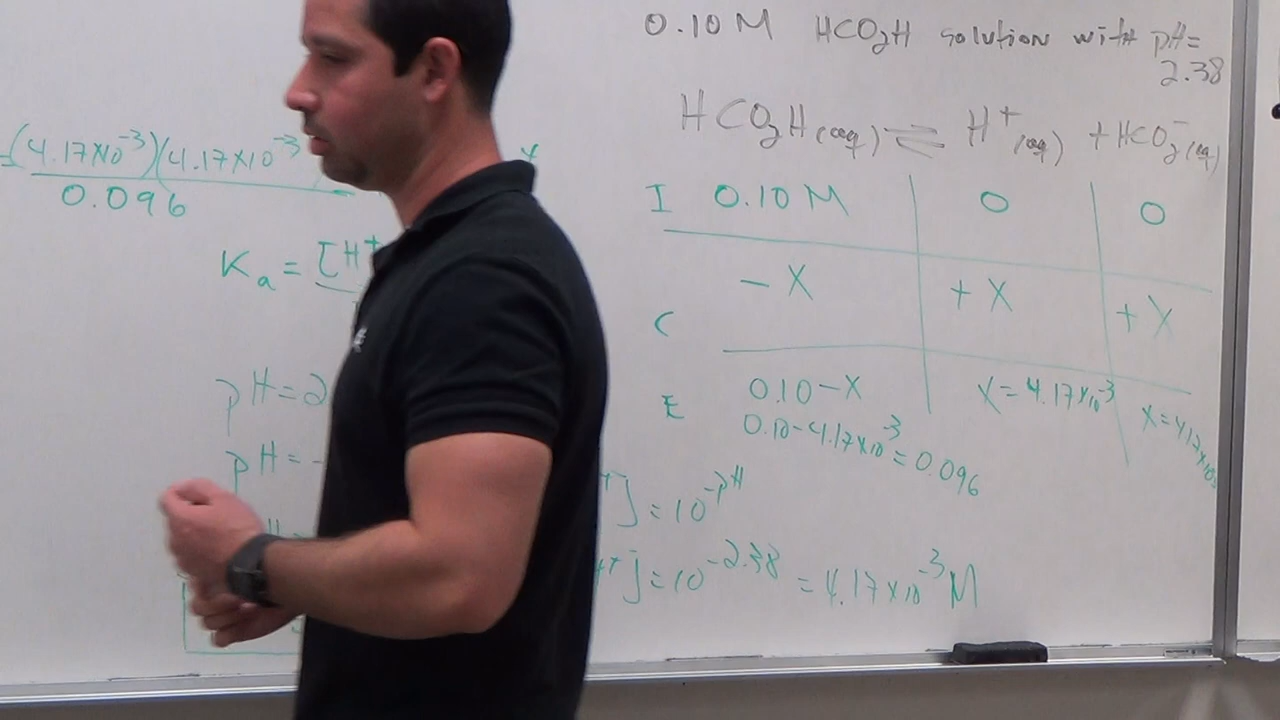 0.10 M HCO2H solution with pH=
2.38
HCO2H(aq) ⇌ H+(aq) + HCO2-(aq)
=(4.17x10-3)(4.17x10-3
0.096
Ka = [H+
pH=2
pH=-
I 0.10 M 0 0
C -X +X +X
E 0.10-X X=4.17x10-3 X=4.17x10-3
0.10-4.17x10-3=0.096
]=10-pH
]=10-2.38 = 4.17x10-3 M